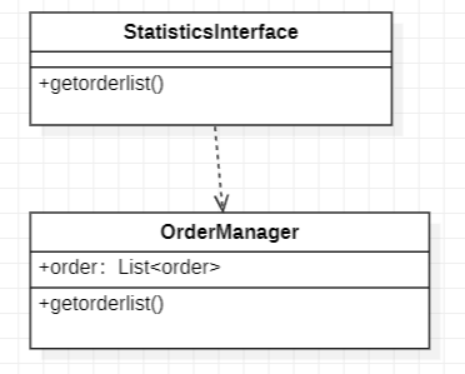 StatisticsInterface
+getorderlist()
OrderManager
+order： List<order>
+getorderlist()